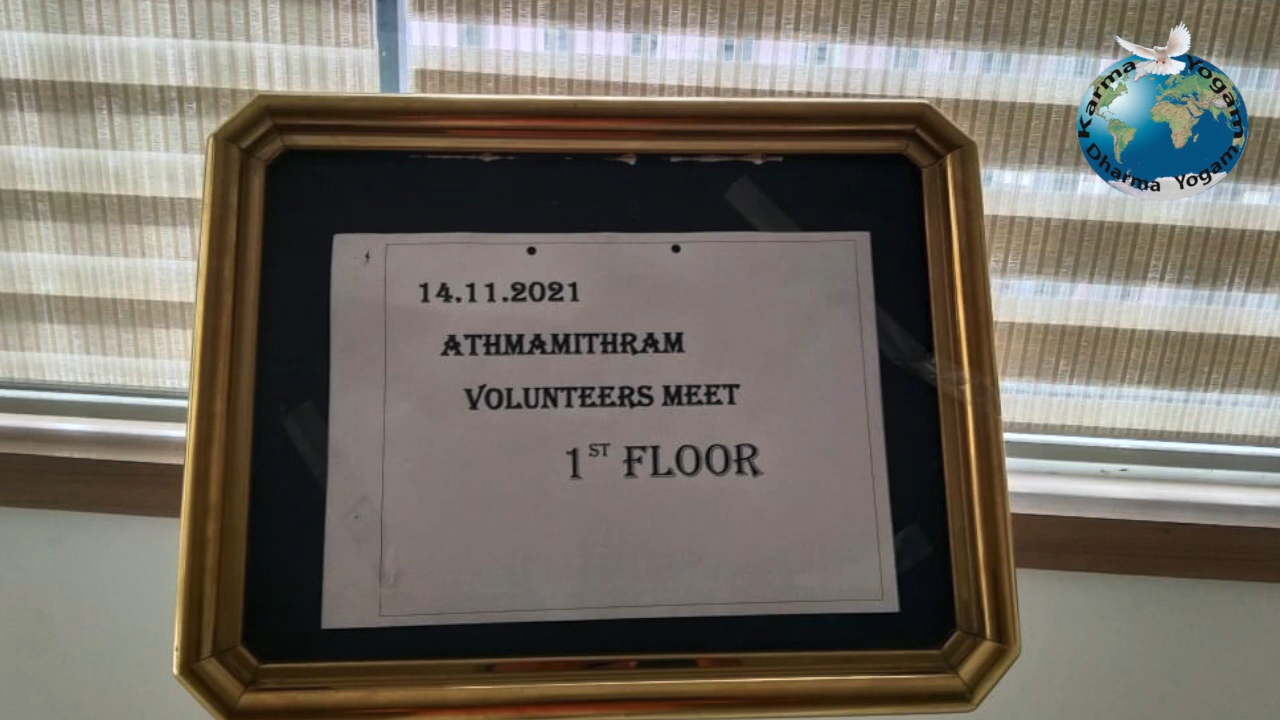 14.11.2021
ATHMAMITHRAM
VOLUNTEERS MEET
1ST FLOOR
Karma Yogam
Dharma Yogam